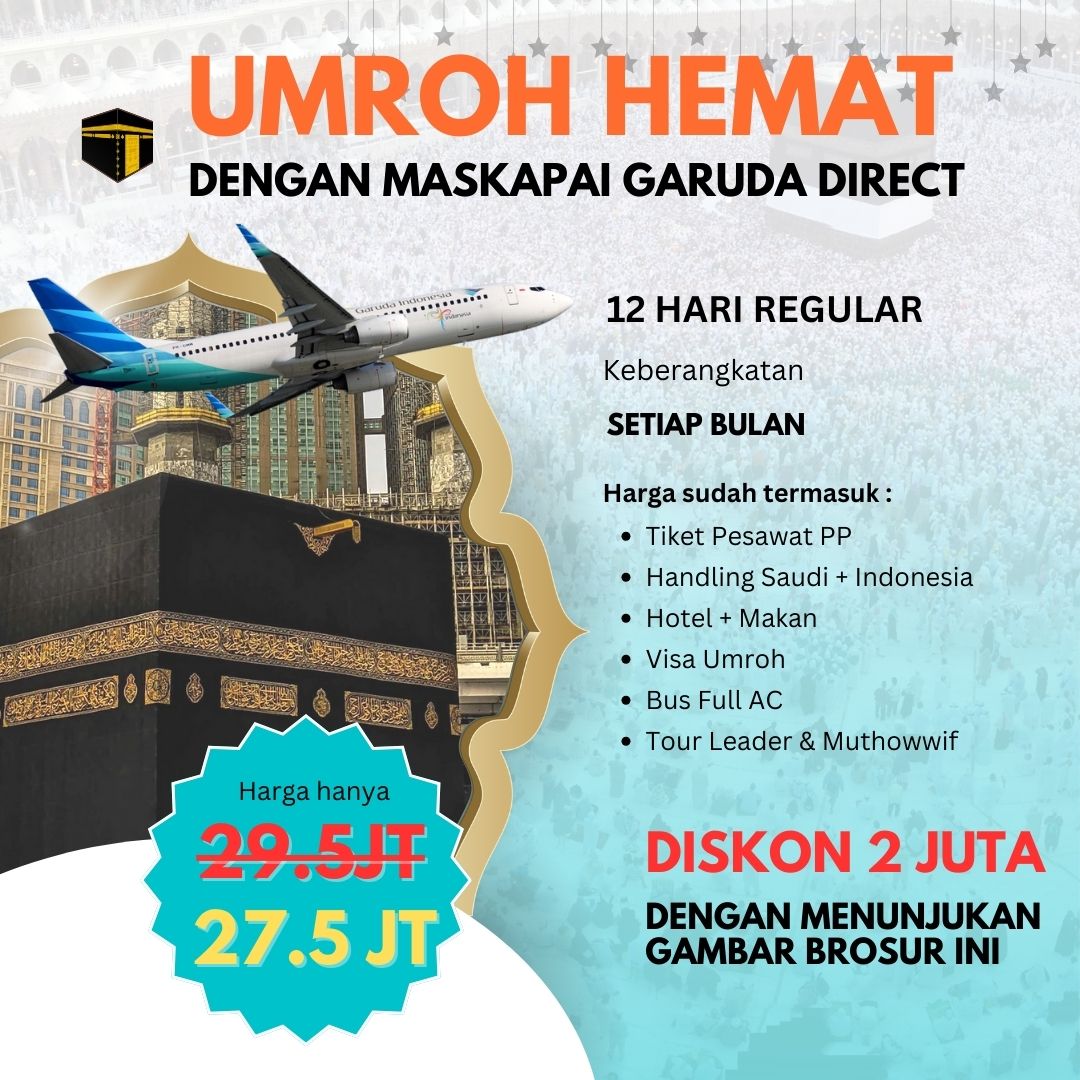 UMROH HEMAT
DENGAN MASKAPAI GARUDA DIRECT
Garuda Indonesia
12 HARI REGULAR
Keberangkatan
SETIAP BULAN
Harga sudah termasuk :
• Tiket Pesawat PP
• Handling Saudi + Indonesia
• Hotel + Makan
• Visa Umroh
• Bus Full AC
• Tour Leader & Muthowwif
Harga hanya
29.5JT
27.5 JT
DISKON 2 JUTA
DENGAN MENUNJUKAN
GAMBAR BROSUR INI